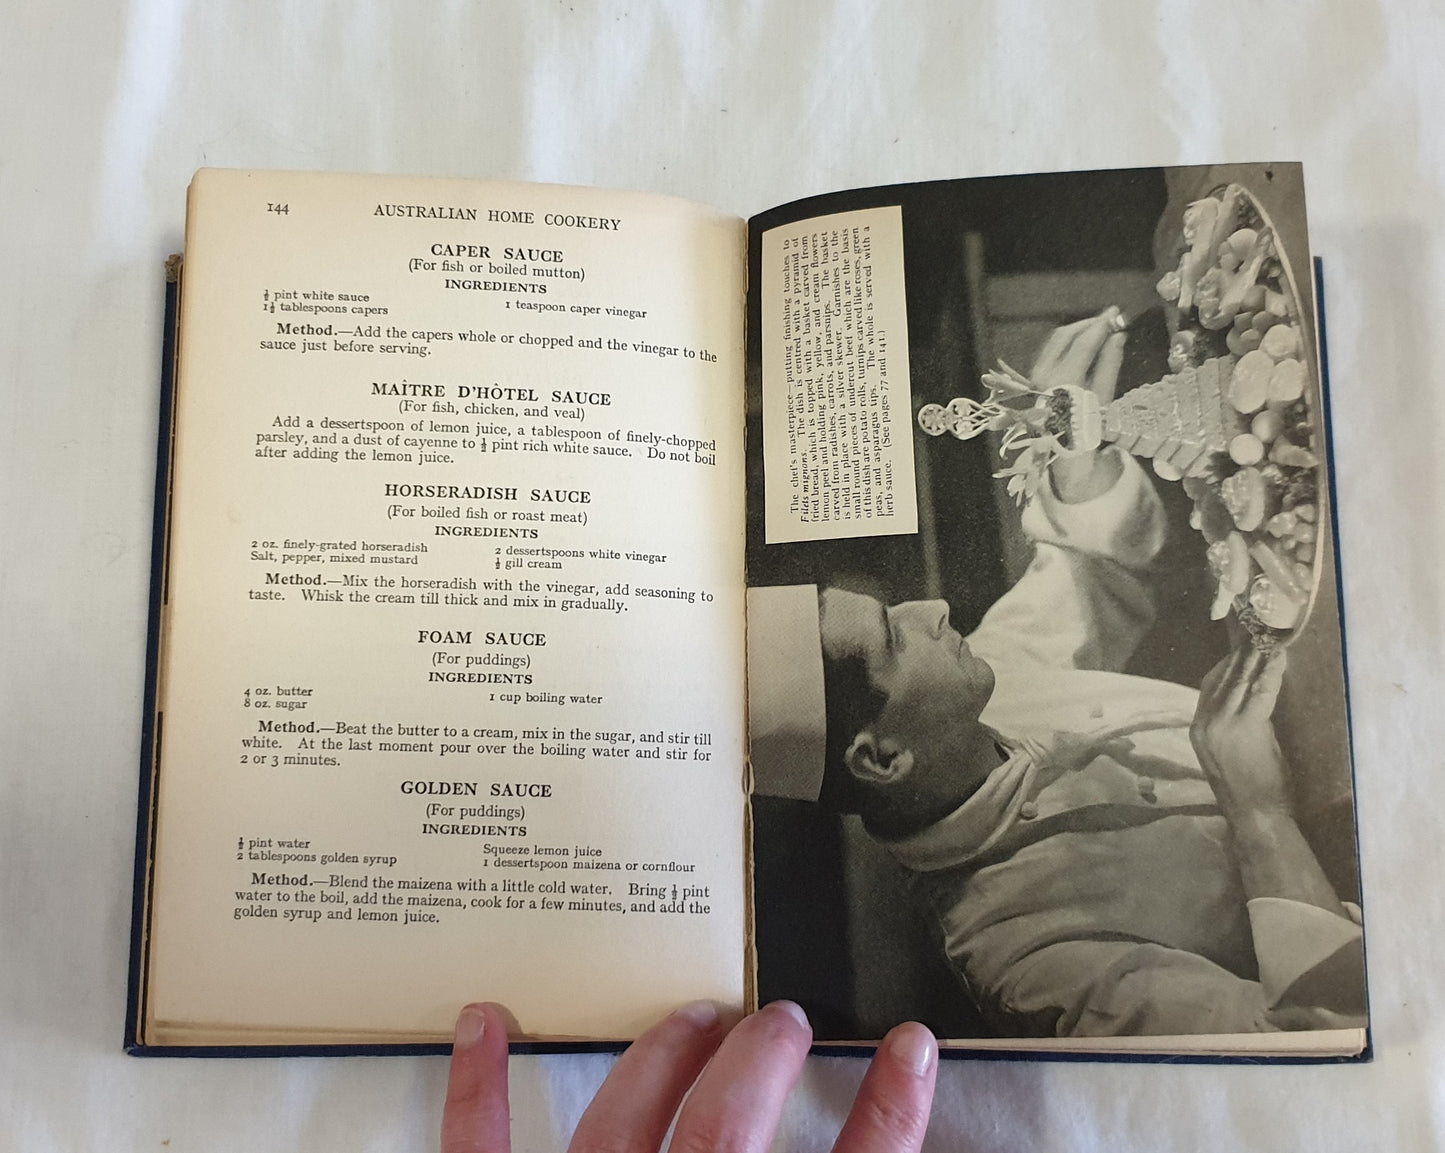 144
AUSTRALIAN HOME COOKERY
CAPER SAUCE
(For fish or boiled mutton)
INGREDIENTS
½ pint white sauce
1½ tablespoons capers
1 teaspoon caper vinegar
Method.—Add the capers whole or chopped and the vinegar to the
sauce just before serving.
MAÎTRE D'HÒTEL SAUCE
(For fish, chicken, and veal)
Add a dessertspoon of lemon juice, a tablespoon of finely-chopped
parsley, and a dust of cayenne to ½ pint rich white sauce. Do not boil
after adding the lemon juice.
HORSERADISH SAUCE
(For boiled fish or roast meat)
INGREDIENTS
2 oz. finely-grated horseradish
Salt, pepper, mixed mustard
2 dessertspoons white vinegar
½ gill cream
Method.—Mix the horseradish with the vinegar, add seasoning to
taste. Whisk the cream till thick and mix in gradually.
FOAM SAUCE
(For puddings)
INGREDIENTS
4 oz. butter
8 oz. sugar
1 cup boiling water
Method.—Beat the butter to a cream, mix in the sugar, and stir till
white. At the last moment pour over the boiling water and stir for
2 or 3 minutes.
GOLDEN SAUCE
(For puddings)
INGREDIENTS
½ pint water
2 tablespoons golden syrup
Squeeze lemon juice
1 dessertspoon maizena or cornflour
Method.—Blend the maizena with a little cold water. Bring ½ pint
water to the boil, add the maizena, cook for a few minutes, and add the
golden syrup and lemon juice.
The chef's masterpiece—putting finishing touches to
Filets mignons. The dish is centred with a pyramid of
fried bread, which is topped with a basket carved from
lemon peel and holding pink, yellow, and cream flowers
carved from radishes, carrots, and parsnips. The basket
is held in place with a silver skewer. Garnishes to the
small round pieces of undercut beef which are the basis
of this dish are potato rolls, turnips carved like roses, green
peas, and asparagus tips. The whole is served with a
herb sauce. (See pages 77 and 141.)